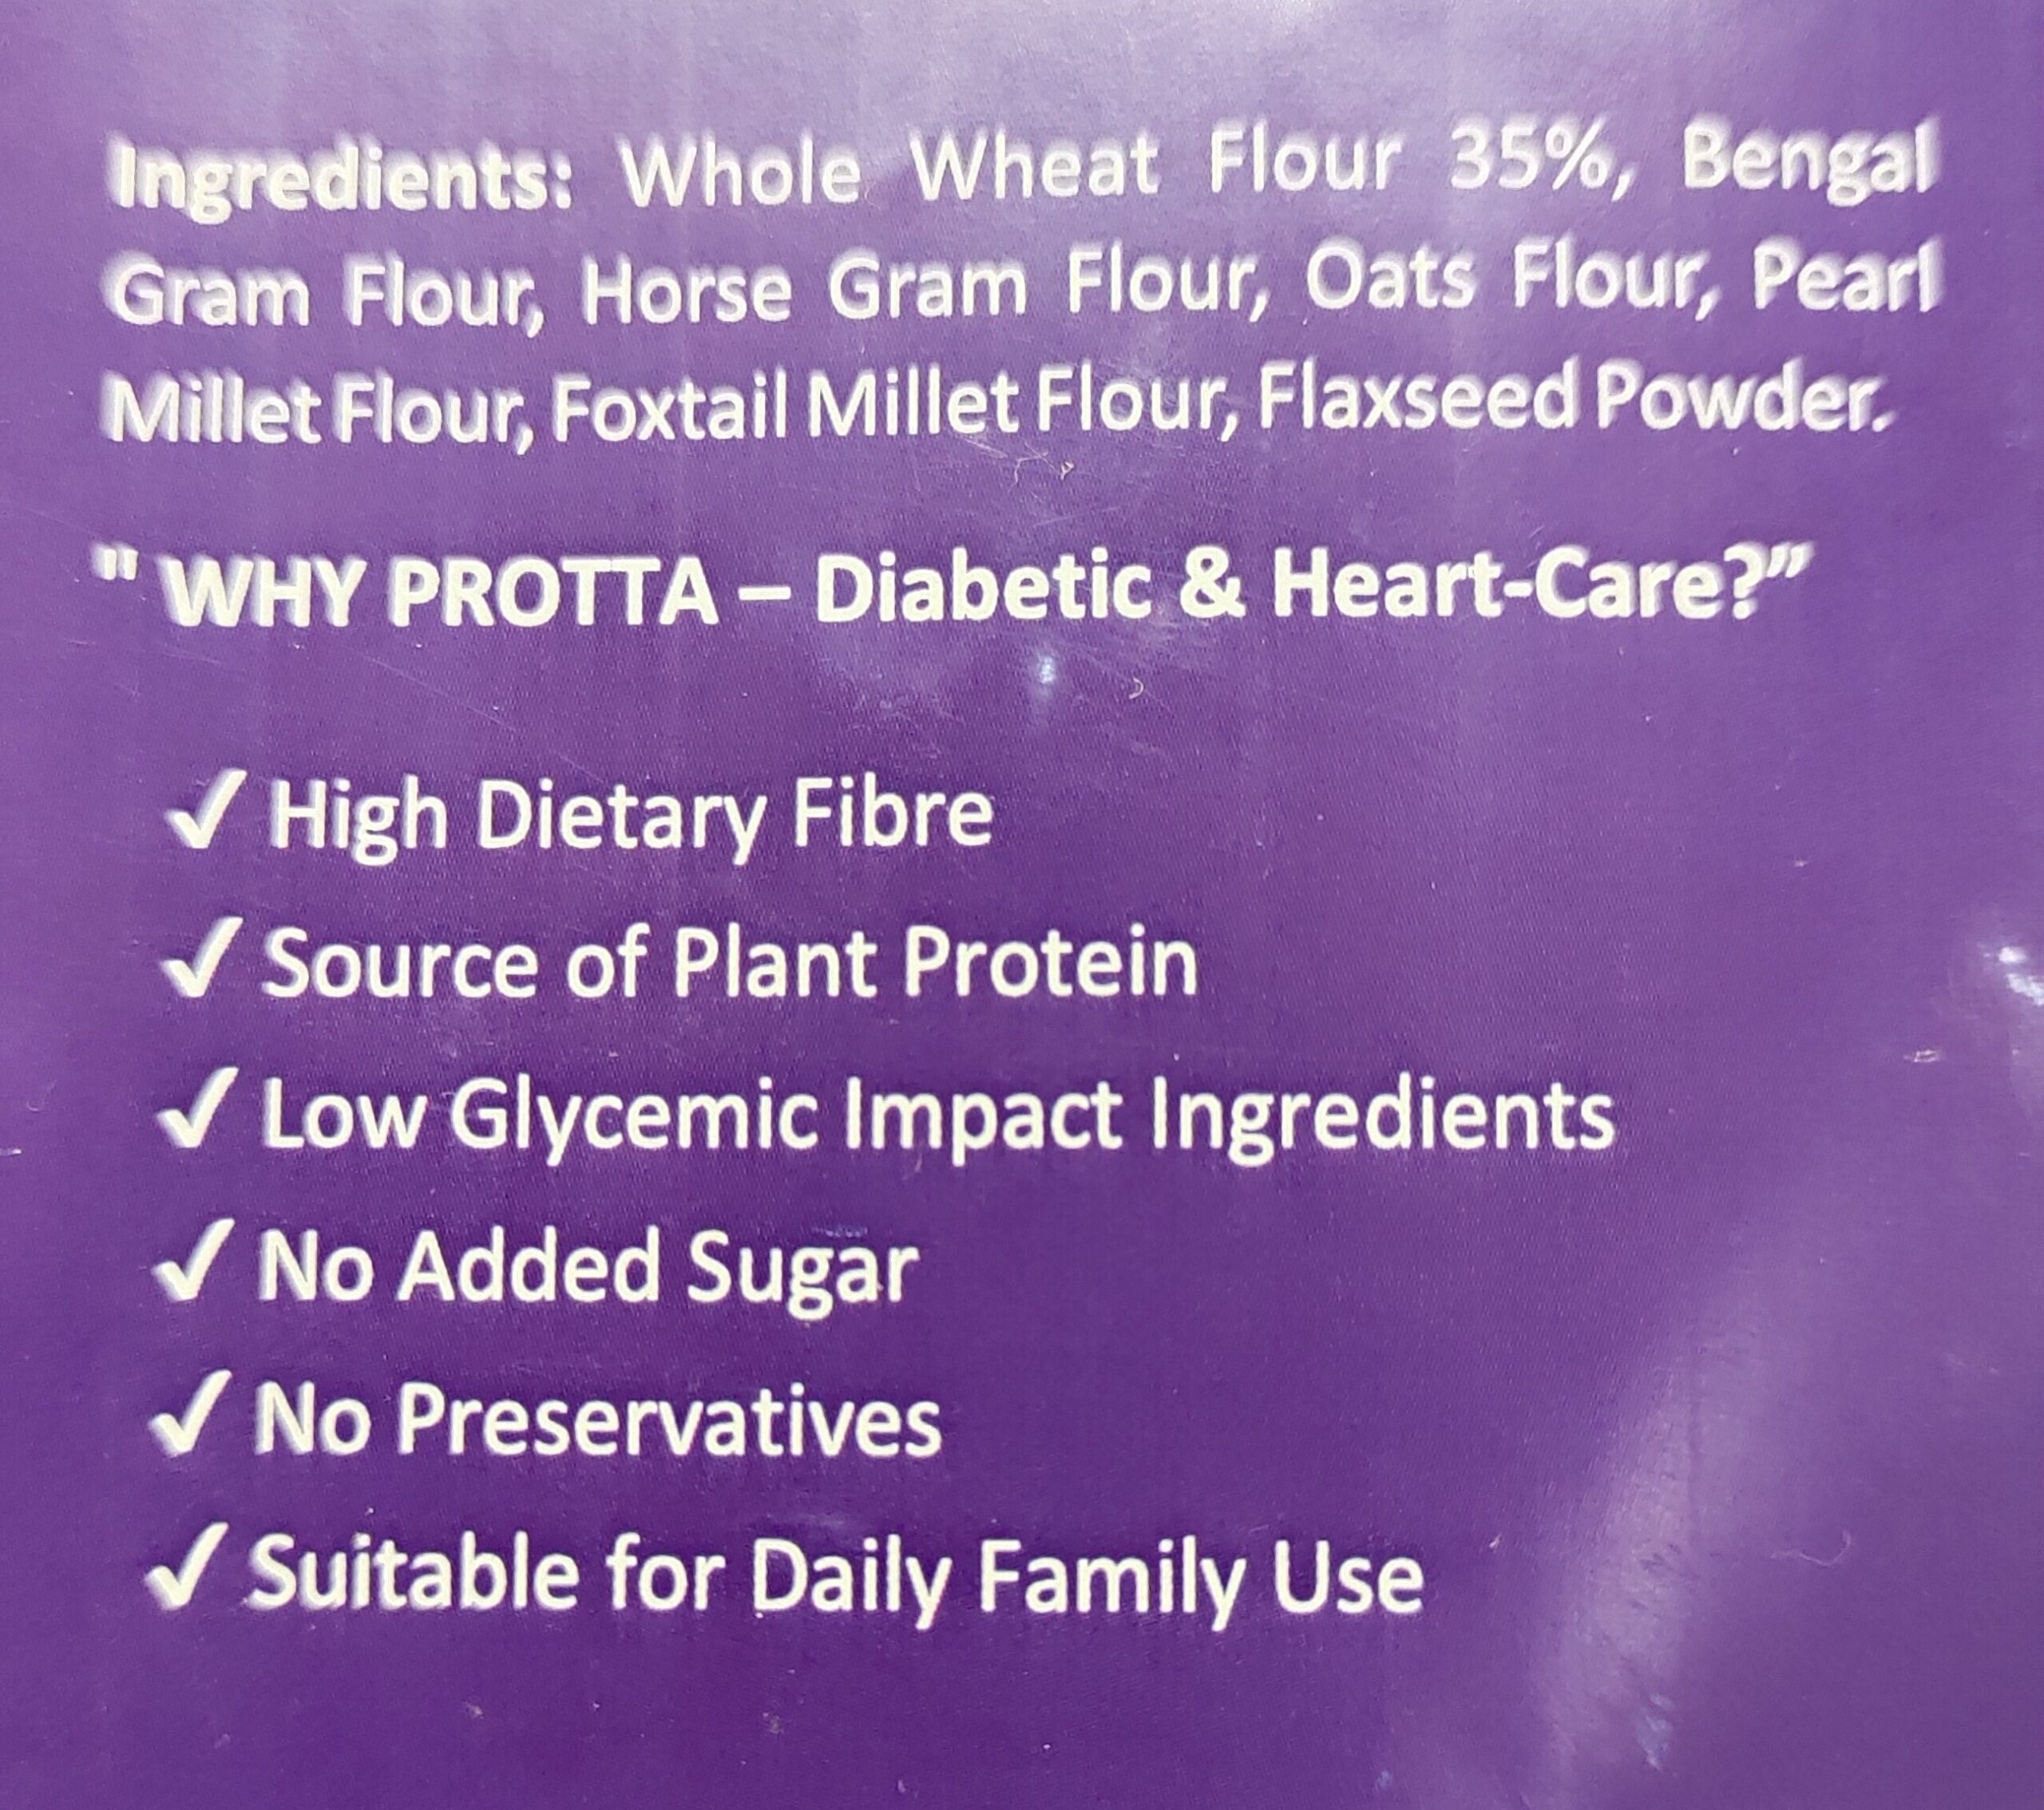 Ingredients: Whole Wheat Flour 35%, Bengal
Gram Flour, Horse Gram Flour, Oats Flour, Pearl
Millet Flour, Foxtail Millet Flour, Flaxseed Powder.
" WHY PROTTA – Diabetic & Heart-Care?”
✓ High Dietary Fibre
✓ Source of Plant Protein
✓ Low Glycemic Impact Ingredients
✓ No Added Sugar
✓ No Preservatives
✓ Suitable for Daily Family Use